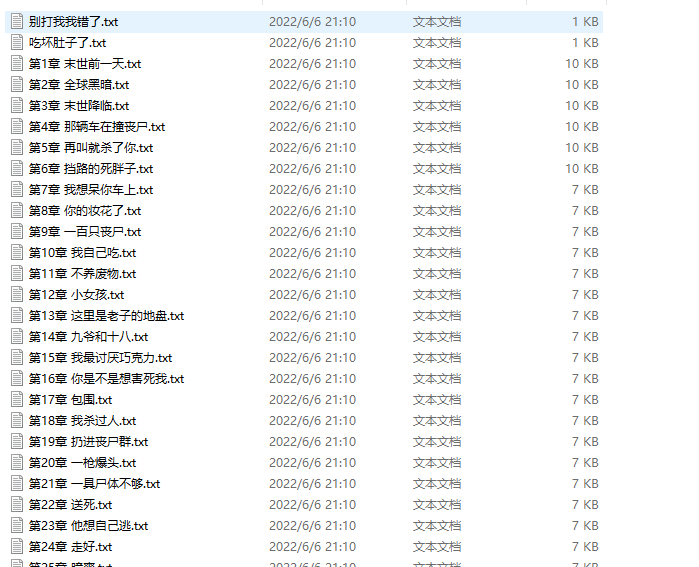 别打我我错了.txt 2022/6/6 21:10 文本文档 1 KB
吃坏肚子了.txt 2022/6/6 21:10 文本文档 1 KB
第1章 末世前一天.txt 2022/6/6 21:10 文本文档 10 KB
第2章 全球黑暗.txt 2022/6/6 21:10 文本文档 10 KB
第3章 末世降临.txt 2022/6/6 21:10 文本文档 10 KB
第4章 那辆车在撞丧尸.txt 2022/6/6 21:10 文本文档 10 KB
第5章 再叫就杀了你.txt 2022/6/6 21:10 文本文档 10 KB
第6章 挡路的死胖子.txt 2022/6/6 21:10 文本文档 10 KB
第7章 我想呆你车上.txt 2022/6/6 21:10 文本文档 7 KB
第8章 你的妆花了.txt 2022/6/6 21:10 文本文档 7 KB
第9章 一百只丧尸.txt 2022/6/6 21:10 文本文档 7 KB
第10章 我自己吃.txt 2022/6/6 21:10 文本文档 7 KB
第11章 不养废物.txt 2022/6/6 21:10 文本文档 7 KB
第12章 小女孩.txt 2022/6/6 21:10 文本文档 7 KB
第13章 这里是老子的地盘.txt 2022/6/6 21:10 文本文档 7 KB
第14章 九爷和十八.txt 2022/6/6 21:10 文本文档 7 KB
第15章 我最讨厌巧克力.txt 2022/6/6 21:10 文本文档 7 KB
第16章 你是不是想害死我.txt 2022/6/6 21:10 文本文档 7 KB
第17章 包围.txt 2022/6/6 21:10 文本文档 7 KB
第18章 我杀过人.txt 2022/6/6 21:10 文本文档 7 KB
第19章 扔进丧尸群.txt 2022/6/6 21:10 文本文档 7 KB
第20章 一枪爆头.txt 2022/6/6 21:10 文本文档 7 KB
第21章 一具尸体不够.txt 2022/6/6 21:10 文本文档 7 KB
第22章 送死.txt 2022/6/6 21:10 文本文档 7 KB
第23章 他想自己逃.txt 2022/6/6 21:10 文本文档 7 KB
第24章 走好.txt 2022/6/6 21:10 文本文档 7 KB